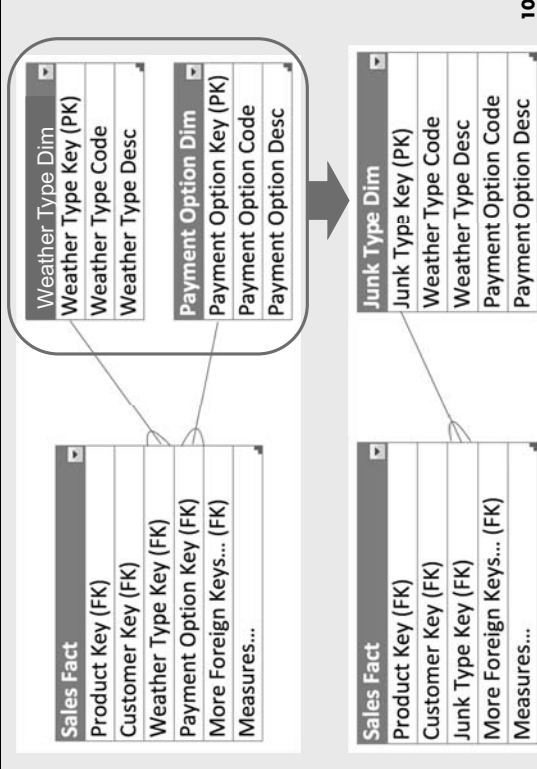 Sales Fact
Product Key (FK)
Customer Key (FK)
Weather Type Key (FK)
Payment Option Key (FK)
More Foreign Keys... (FK)
Measures...
Weather Type Dim
Weather Type Key (PK)
Weather Type Code
Weather Type Desc
Payment Option Dim
Payment Option Key (PK)
Payment Option Code
Payment Option Desc
Sales Fact
Product Key (FK)
Customer Key (FK)
Junk Type Key (FK)
More Foreign Keys... (FK)
Measures...
Junk Type Dim
Junk Type Key (PK)
Weather Type Code
Weather Type Desc
Payment Option Code
Payment Option Desc
10